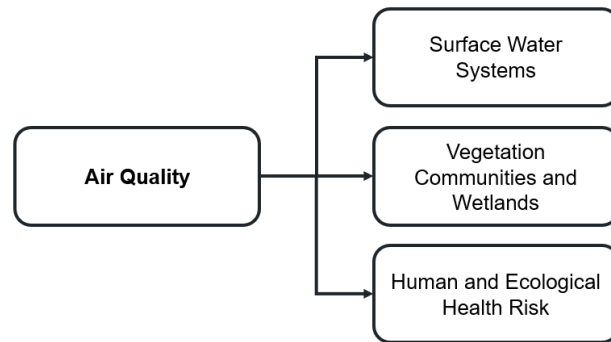 Surface Water
Systems
Air Quality
Vegetation
Communities and
Wetlands
Human and Ecological
Health Risk